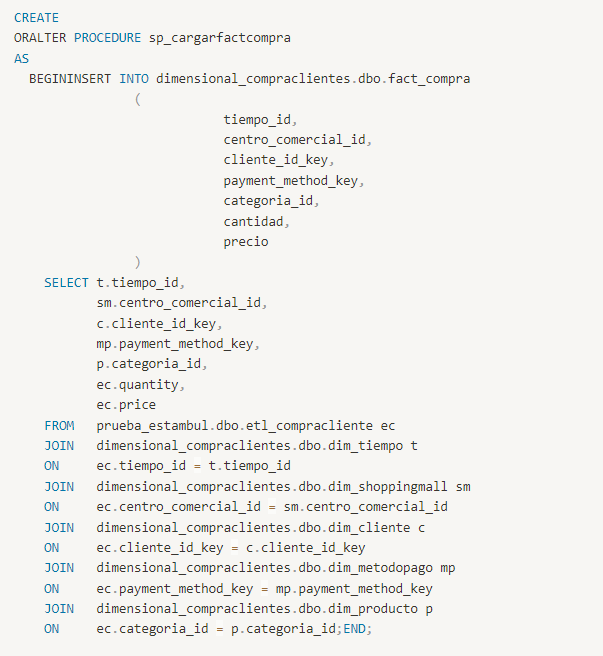 CREATE
ORALTER PROCEDURE sp_cargarfactcompra
AS
BEGININSERT INTO dimensional_compraclientes.dbo.fact_compra
(
tiempo_id,
centro_comercial_id,
cliente_id_key,
payment_method_key,
categoria_id,
cantidad,
precio
)
SELECT t.tiempo_id,
sm.centro_comercial_id,
c.cliente_id_key,
mp.payment_method_key,
p.categoria_id,
ec.quantity,
ec.price
FROM prueba_estambul.dbo.etl_compracliente ec
JOIN dimensional_compraclientes.dbo.dim_tiempo t
ON ec.tiempo_id = t.tiempo_id
JOIN dimensional_compraclientes.dbo.dim_shoppingmall sm
ON ec.centro_comercial_id = sm.centro_comercial_id
JOIN dimensional_compraclientes.dbo.dim_cliente c
ON ec.cliente_id_key = c.cliente_id_key
JOIN dimensional_compraclientes.dbo.dim_metodopago mp
ON ec.payment_method_key = mp.payment_method_key
JOIN dimensional_compraclientes.dbo.dim_producto p
ON ec.categoria_id = p.categoria_id;END;